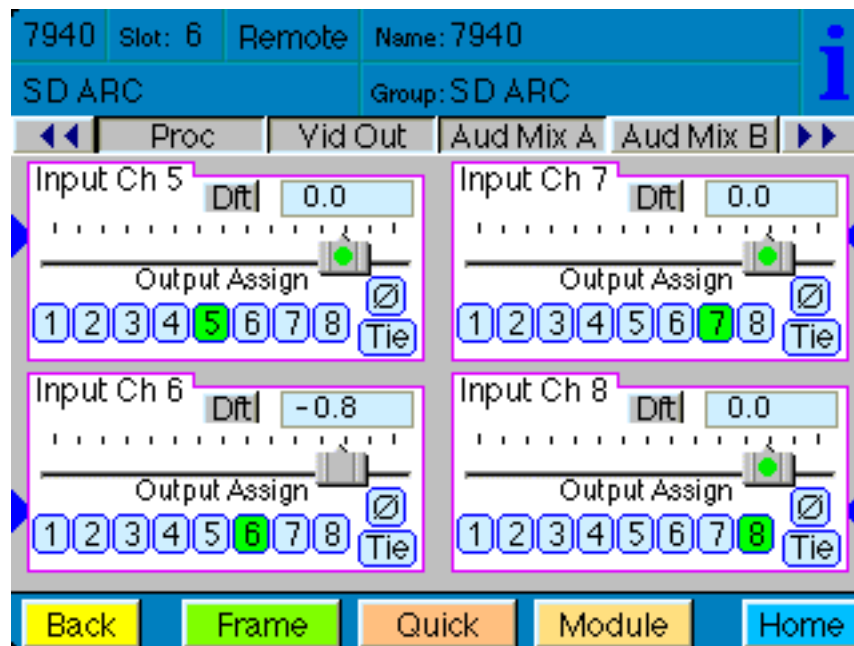 7940 Slot: 6 Remote Name: 7940
SD ARC Group: SD ARC
Proc Vid Out Aud Mix A Aud Mix B
Input Ch 5 Dft 0.0
Output Assign
1 2 3 4 5 6 7 8 Ø Tie
Input Ch 7 Dft 0.0
Output Assign
1 2 3 4 5 6 7 8 Ø Tie
Input Ch 6 Dft -0.8
Output Assign
1 2 3 4 5 6 7 8 Ø Tie
Input Ch 8 Dft 0.0
Output Assign
1 2 3 4 5 6 7 8 Ø Tie
Back Frame Quick Module Home